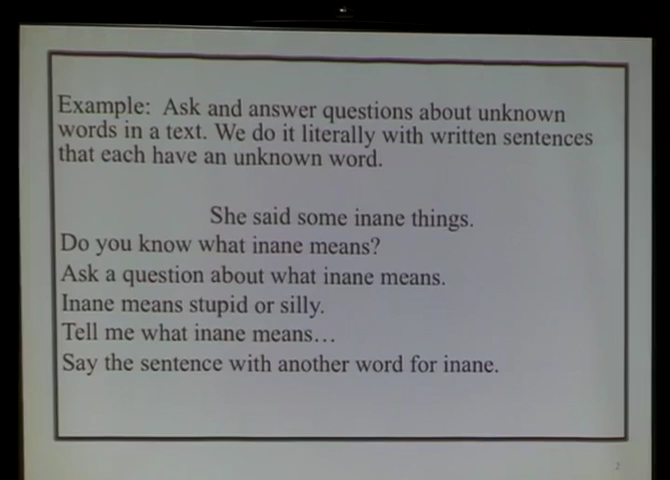 Example: Ask and answer questions about unknown
words in a text. We do it literally with written sentences
that each have an unknown word.
She said some inane things.
Do you know what inane means?
Ask a question about what inane means.
Inane means stupid or silly.
Tell me what inane means…
Say the sentence with another word for inane.
2